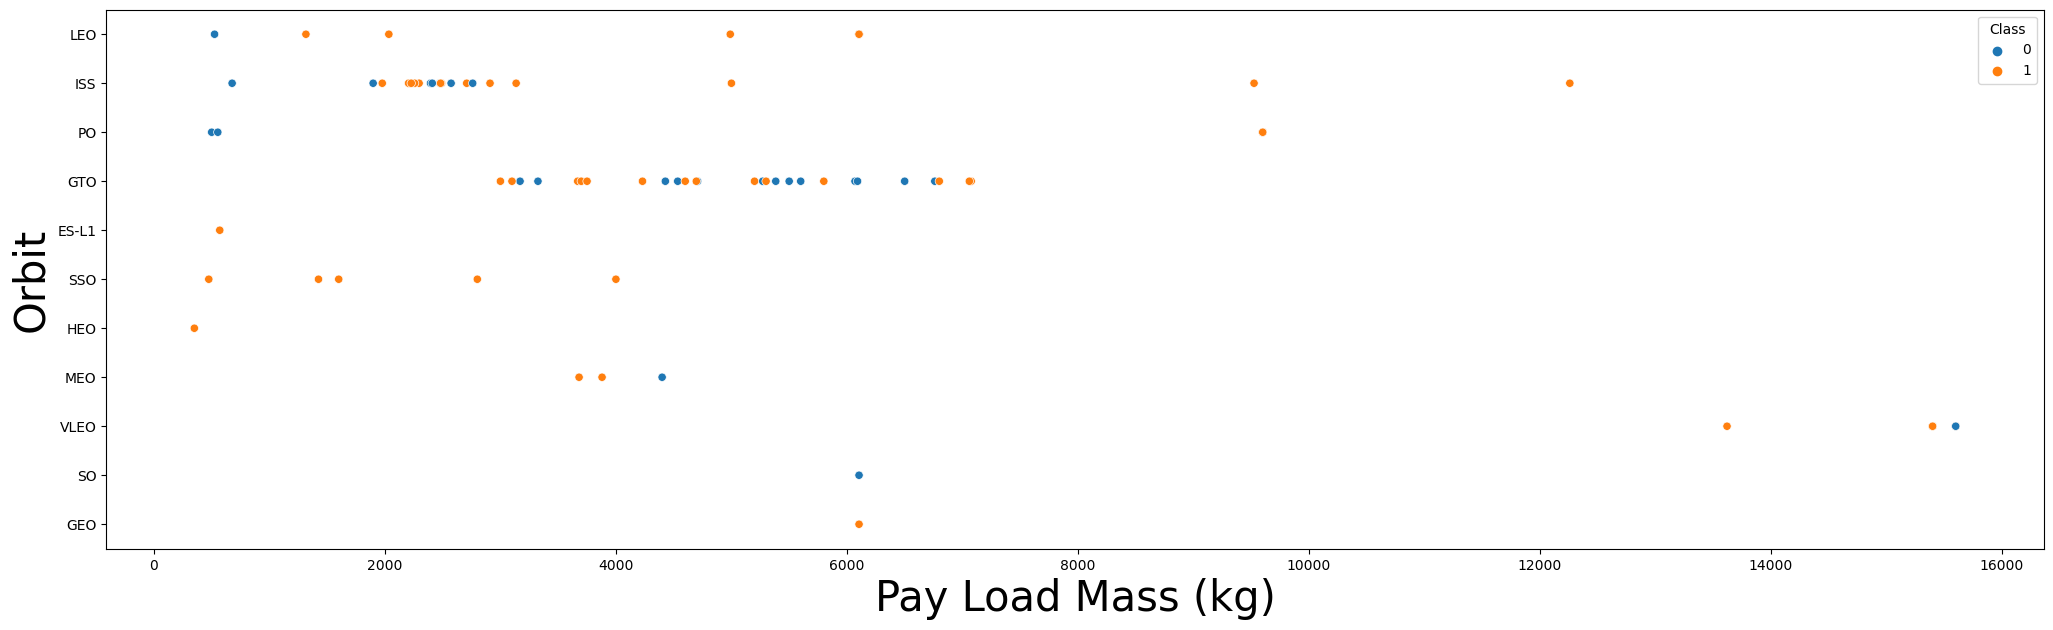 Class
0
1
LEO
ISS
PO
GTO
ES-L1
SSO
HEO
MEO
VLEO
SO
GEO
Orbit
0 2000 4000 6000 8000 10000 12000 14000 16000
Pay Load Mass (kg)